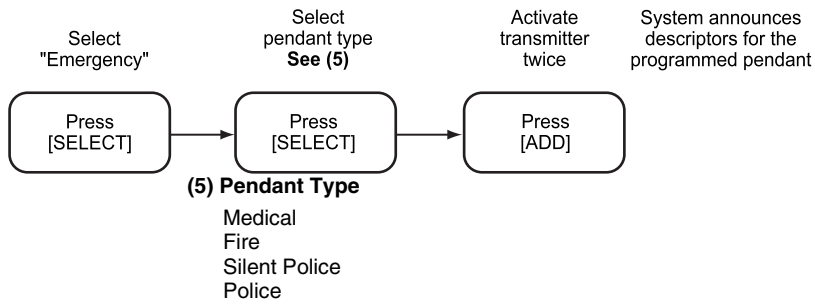 Select
"Emergency"
Select
pendant type
See (5)
Activate
transmitter
twice
System announces
descriptors for the
programmed pendant
Press
[SELECT]
Press
[SELECT]
Press
[ADD]
(5) Pendant Type
Medical
Fire
Silent Police
Police